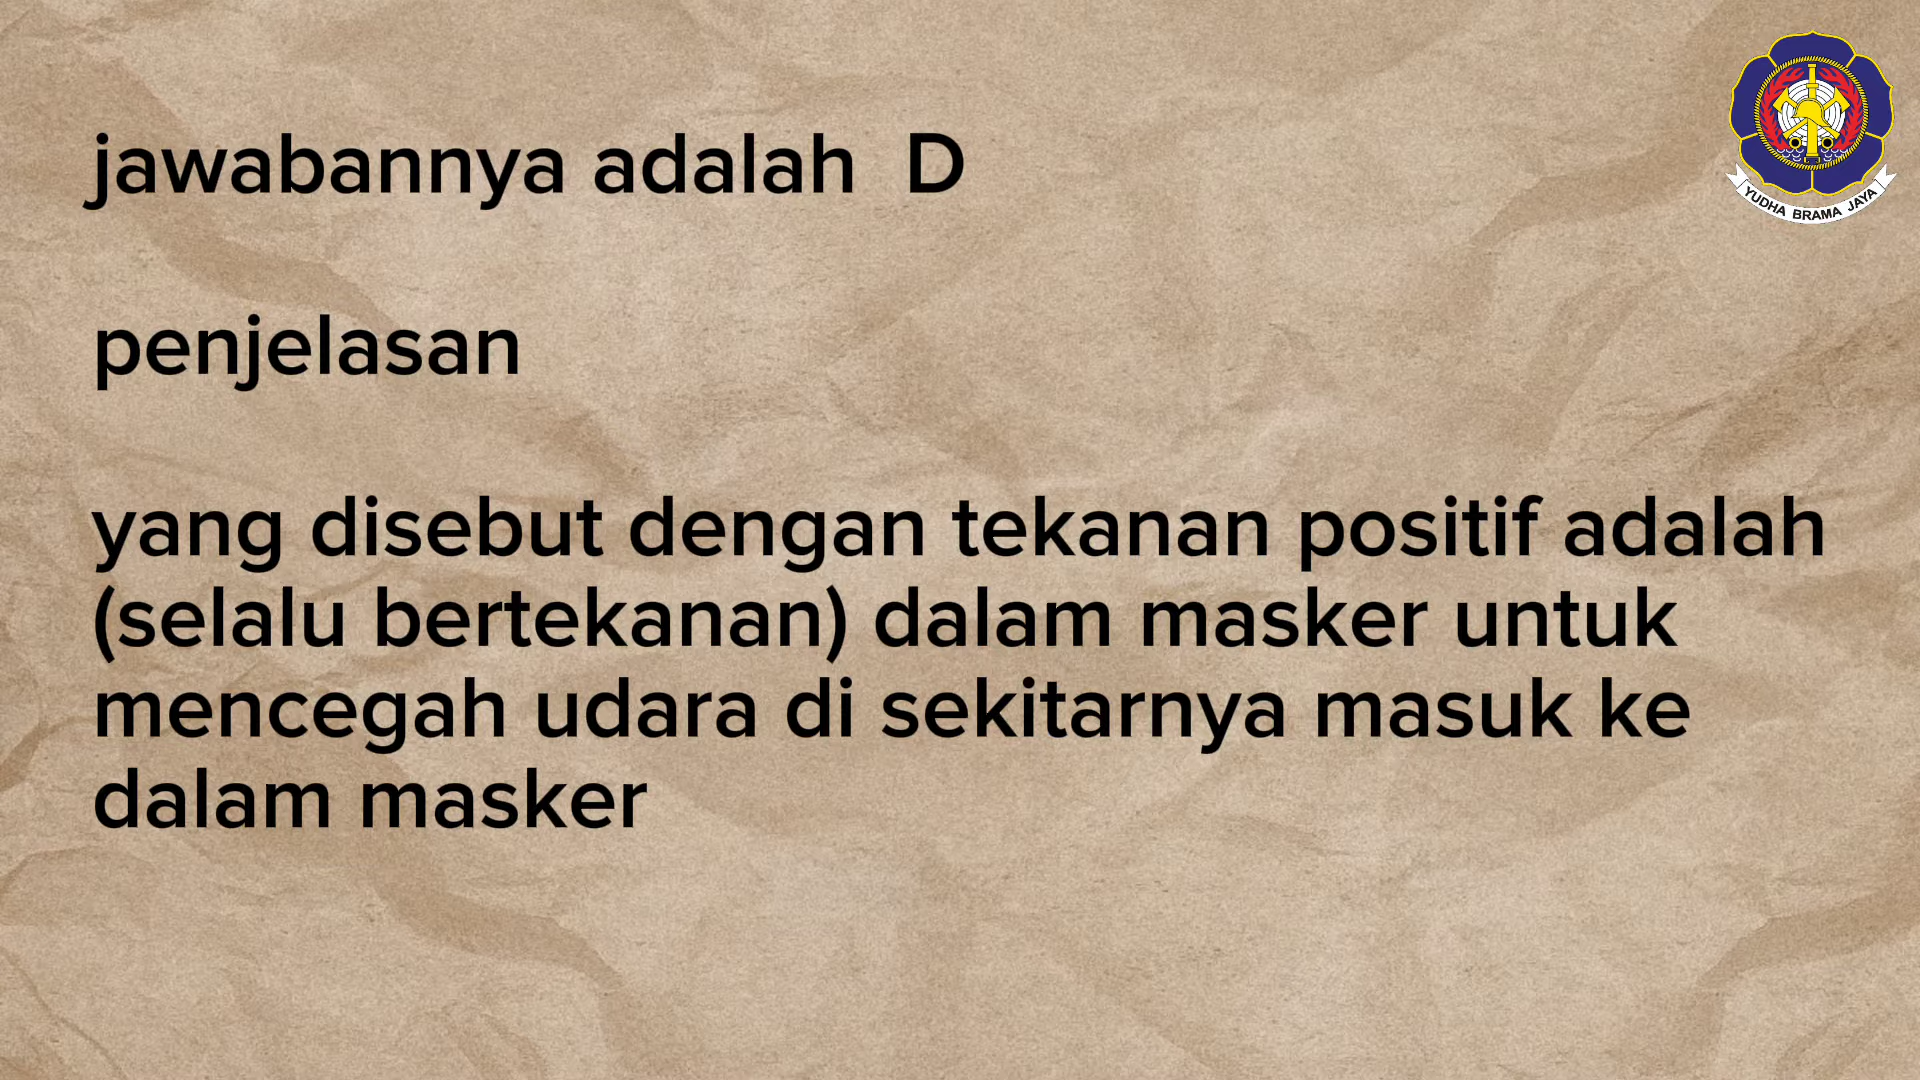 jawabannya adalah D
penjelasan
yang disebut dengan tekanan positif adalah
(selalu bertekanan) dalam masker untuk
mencegah udara di sekitarnya masuk ke
dalam masker
YUDHA BRAMA JAYA